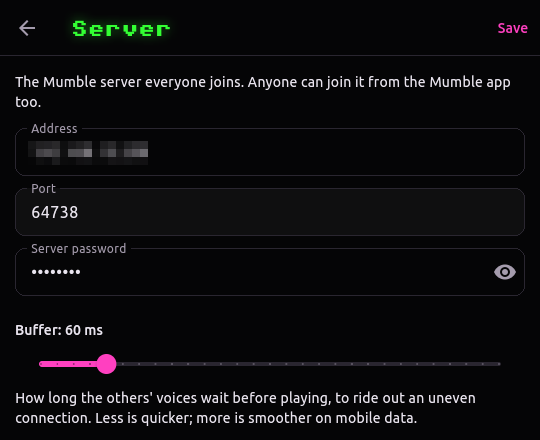 Server
Save
The Mumble server everyone joins. Anyone can join it from the Mumble app
too.
Address
Port
64738
Server password
••••••••
Buffer: 60 ms
How long the others' voices wait before playing, to ride out an uneven
connection. Less is quicker; more is smoother on mobile data.